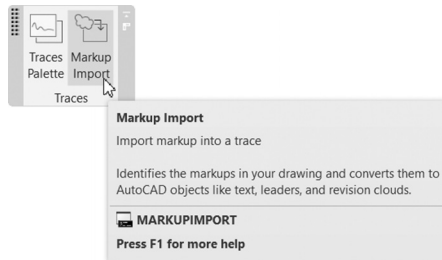 Traces Markup
Palette Import
Traces
Markup Import
Import markup into a trace
Identifies the markups in your drawing and converts them to
AutoCAD objects like text, leaders, and revision clouds.
MARKUPIMPORT
Press F1 for more help